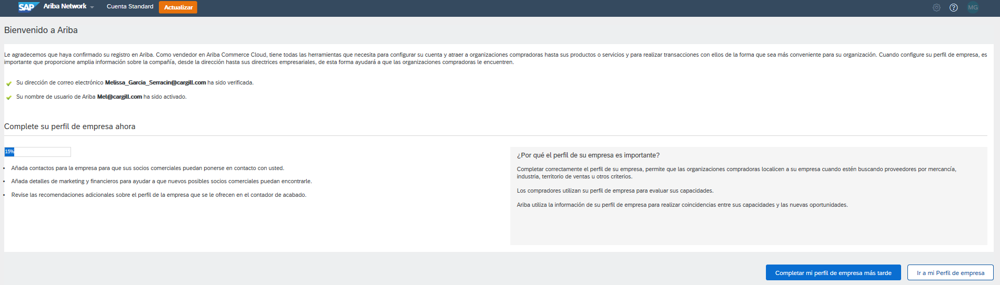 SAP Ariba Network Cuenta Standard Actualizar MG
Bienvenido a Ariba
Le agradecemos que haya confirmado su registro en Ariba. Como vendedor en Ariba Commerce Cloud, tiene todas las herramientas que necesita para configurar su cuenta y atraer a organizaciones compradoras hasta sus productos o servicios y para realizar transacciones con ellos de la forma que sea más conveniente para su organización. Cuando configure su perfil de empresa, es
importante que proporcione amplia información sobre la compañía, desde la dirección hasta sus directrices empresariales, de esta forma ayudará a que las organizaciones compradoras le encuentren.
Su dirección de correo electrónico Melissa_Garcia_Serracin@cargill.com ha sido verificada.
Su nombre de usuario de Ariba Mel@cargill.com ha sido activado.
Complete su perfil de empresa ahora
15%
• Añada contactos para la empresa para que sus socios comerciales puedan ponerse en contacto con usted.
• Añada detalles de marketing y financieros para ayudar a que nuevos posibles socios comerciales puedan encontrarle.
• Revise las recomendaciones adicionales sobre el perfil de la empresa que se le ofrecen en el contador de acabado.
¿Por qué el perfil de su empresa es importante?
Completar correctamente el perfil de su empresa, permite que las organizaciones compradoras localicen a su empresa cuando estén buscando proveedores por mercancía,
industria, territorio de ventas u otros criterios.
Los compradores utilizan su perfil de empresa para evaluar sus capacidades.
Ariba utiliza la información de su perfil de empresa para realizar coincidencias entre sus capacidades y las nuevas oportunidades.
Completar mi perfil de empresa más tarde Ir a mi Perfil de empresa